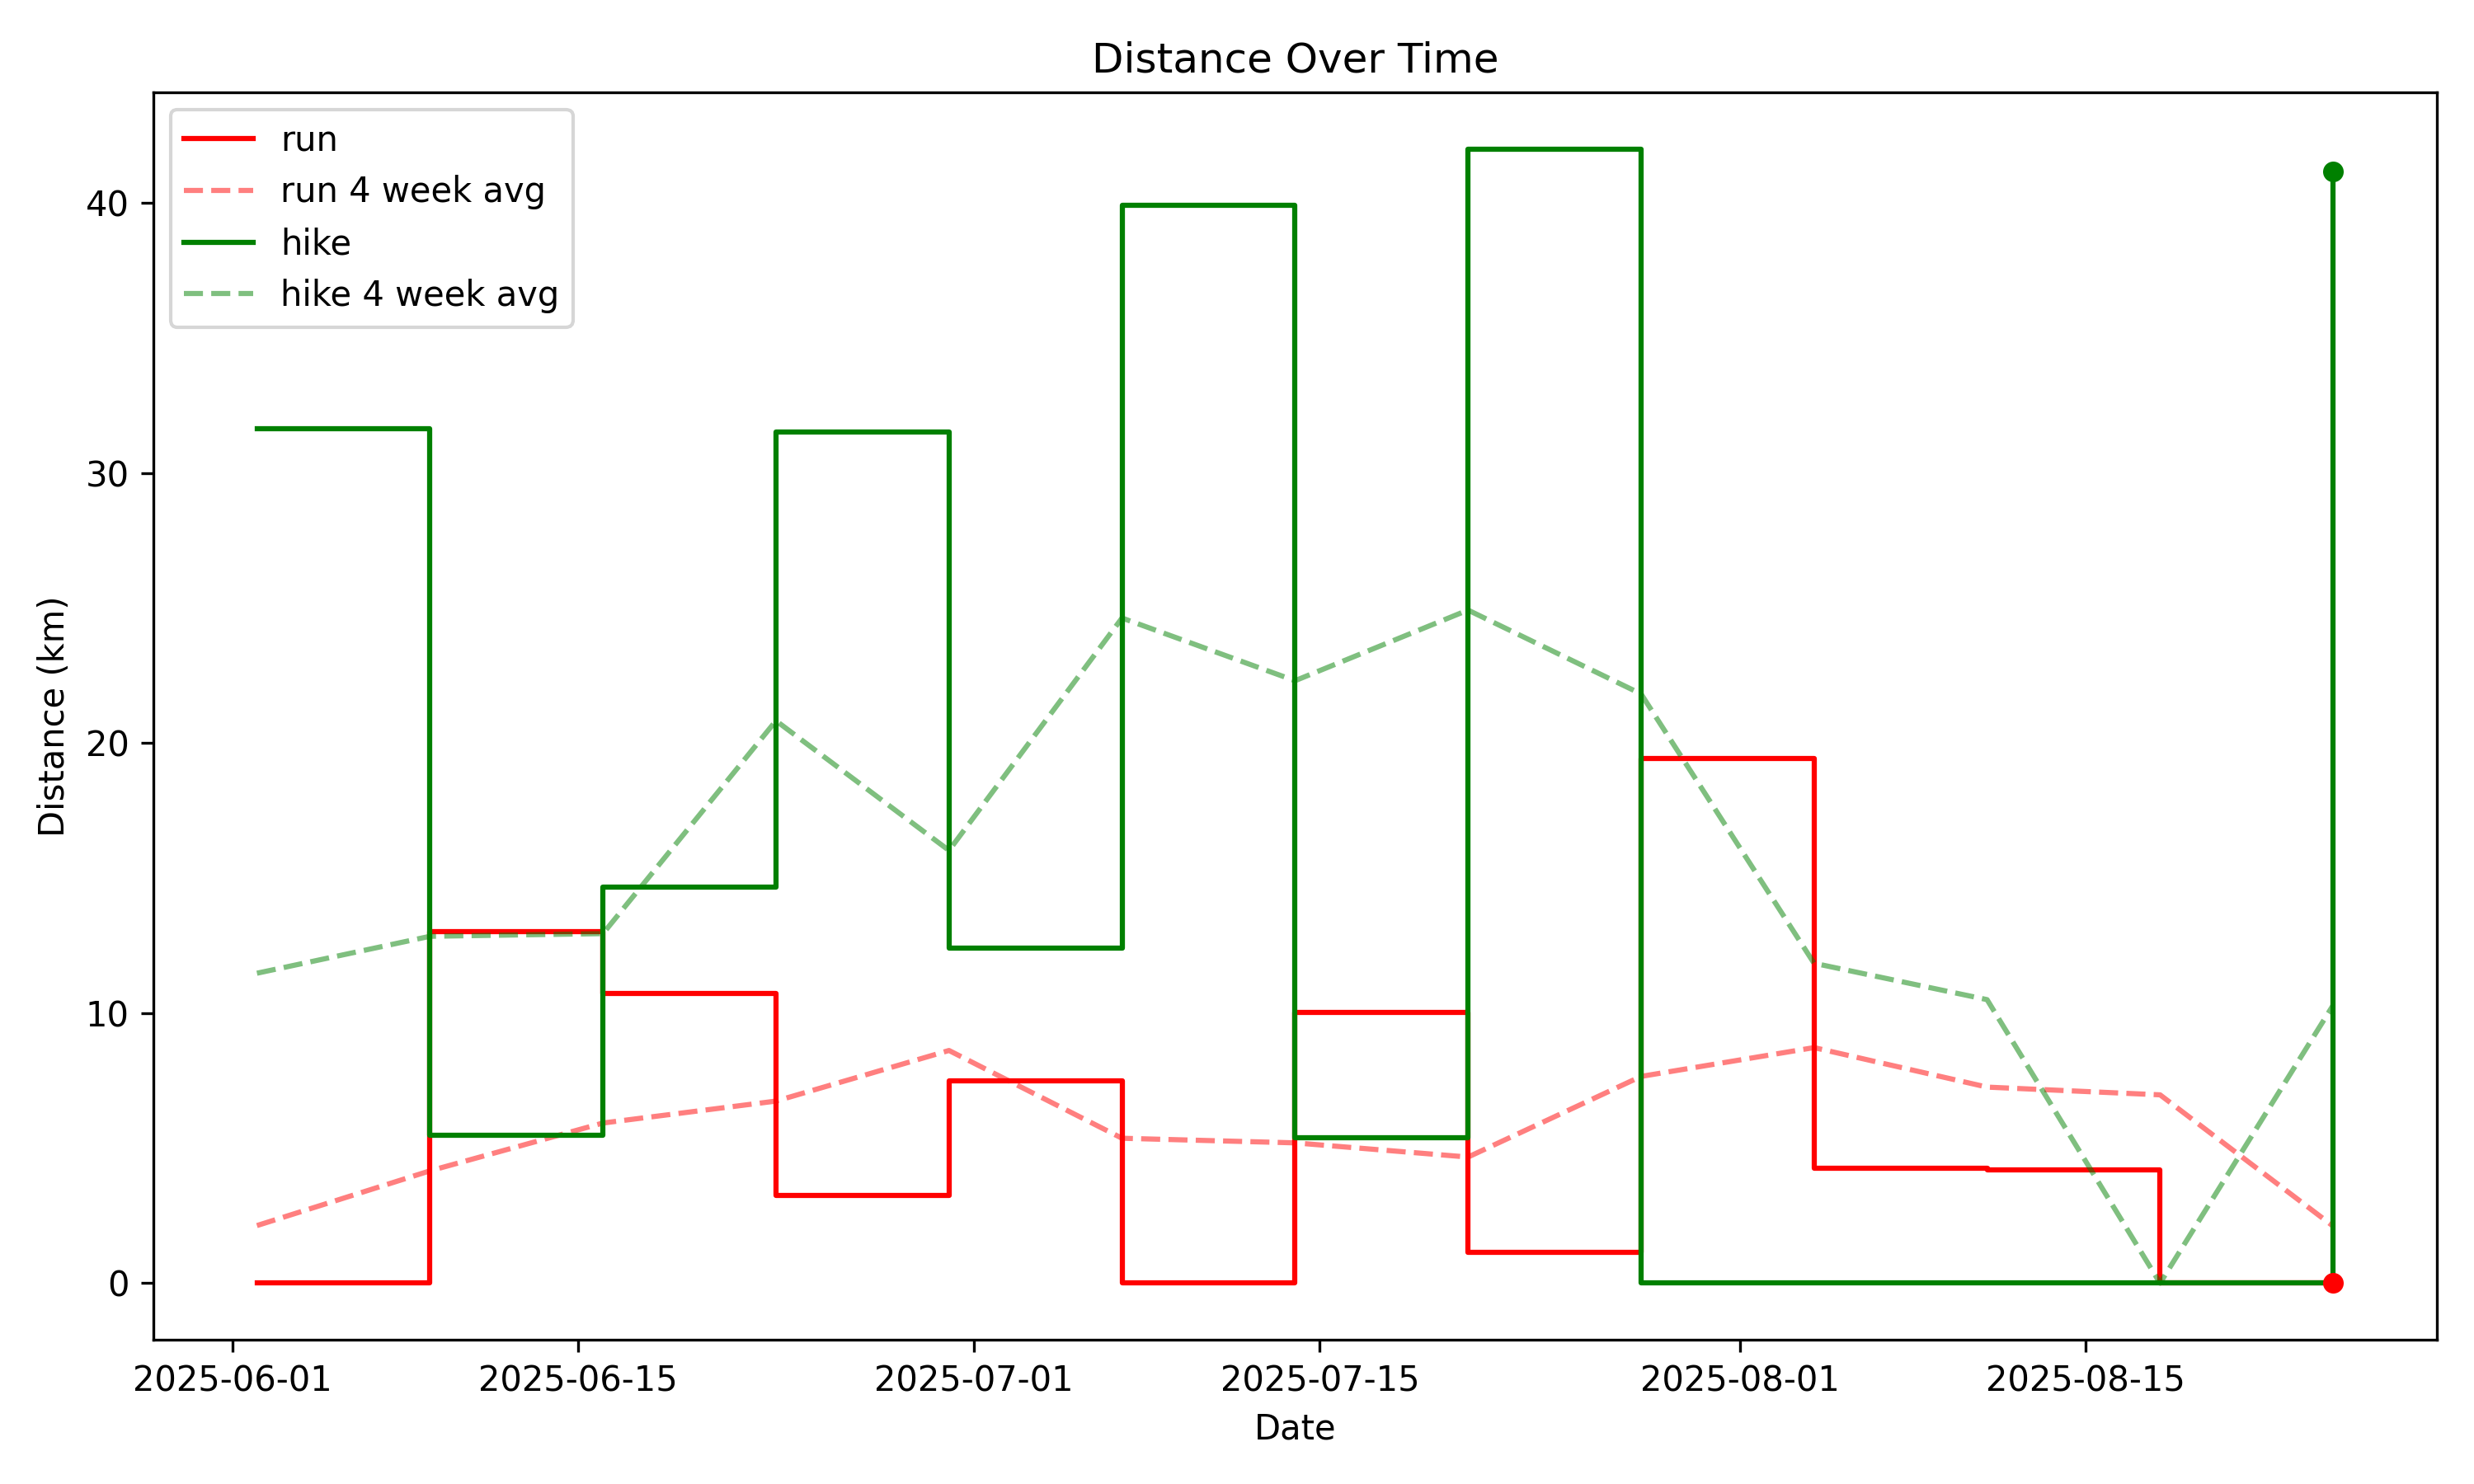 Distance Over Time
run
run 4 week avg
hike
hike 4 week avg
40
30
20
10
0
Distance (km)
2025-06-01 2025-06-15 2025-07-01 2025-07-15 2025-08-01 2025-08-15
Date